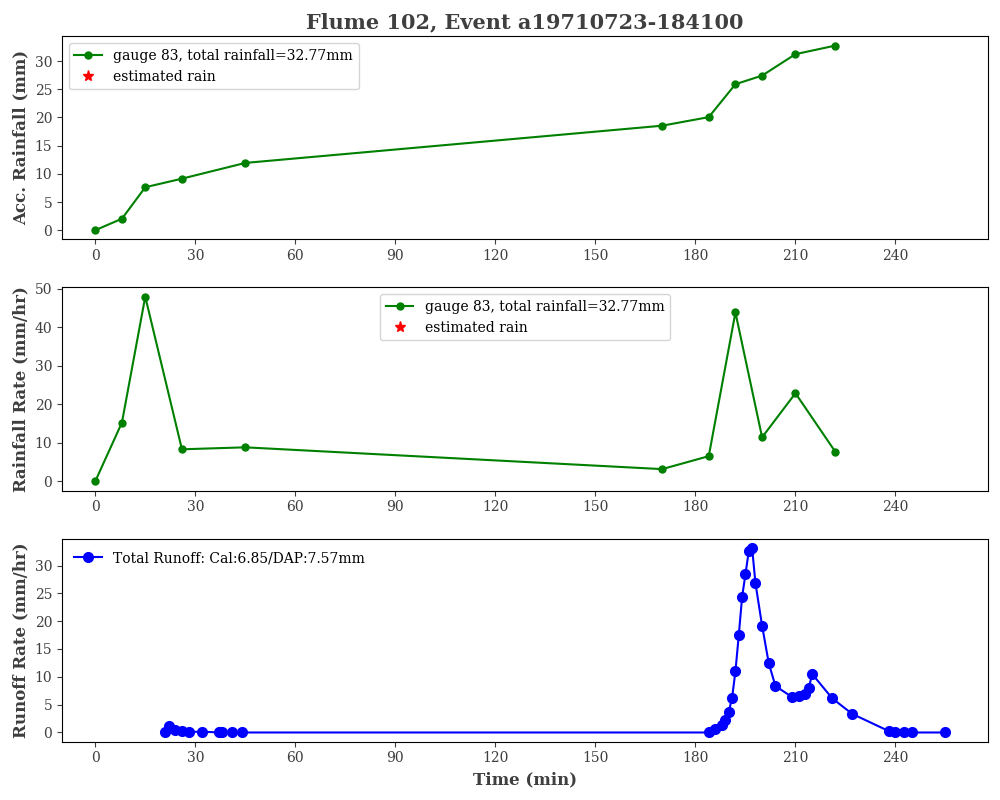 Flume 102, Event a19710723-184100
Acc. Rainfall (mm)
30
25
20
15
10
5
0
gauge 83, total rainfall=32.77mm
estimated rain
0 30 60 90 120 150 180 210 240
Rainfall Rate (mm/hr)
50
40
30
20
10
0
gauge 83, total rainfall=32.77mm
estimated rain
0 30 60 90 120 150 180 210 240
Runoff Rate (mm/hr)
30
25
20
15
10
5
0
Total Runoff: Cal:6.85/DAP:7.57mm
0 30 60 90 120 150 180 210 240
Time (min)